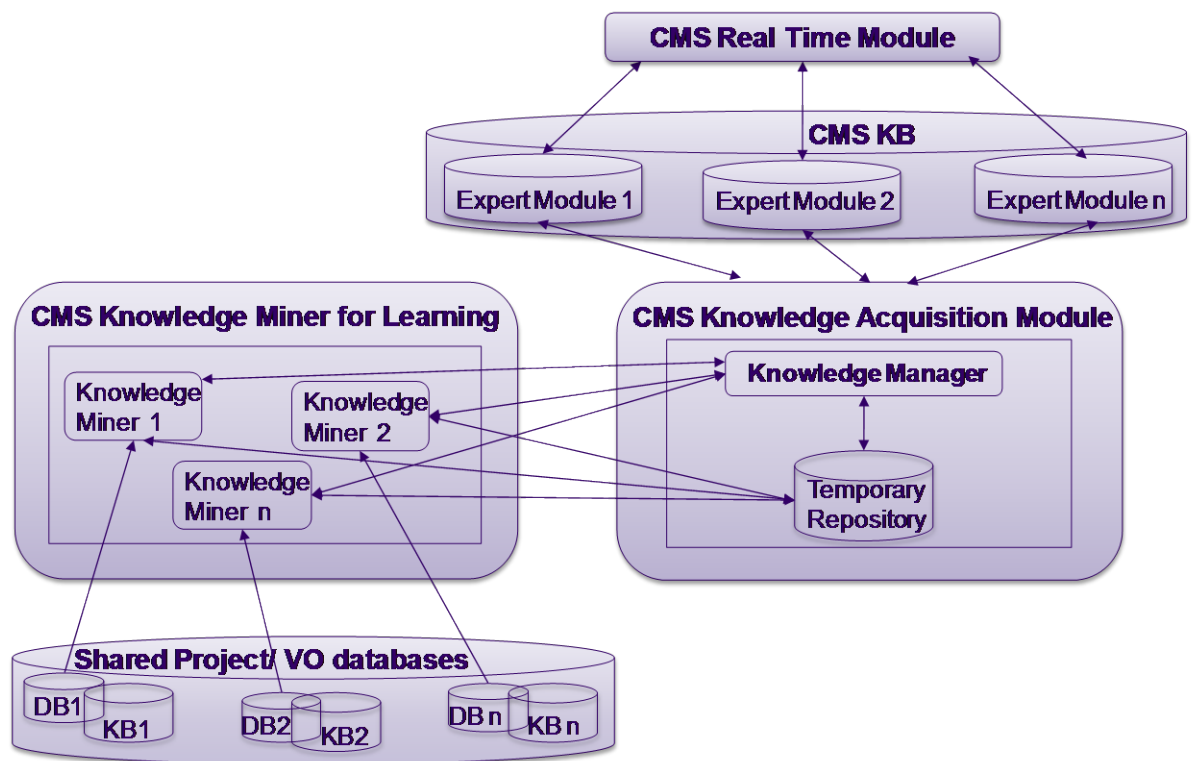 CMS Real Time Module
CMS KB
Expert Module 1
Expert Module 2
Expert Module n
CMS Knowledge Miner for Learning
Knowledge
Miner 1
Knowledge
Miner 2
Knowledge
Miner n
CMS Knowledge Acquisition Module
Knowledge Manager
Temporary
Repository
Shared Project/ VO databases
DB1
KB1
DB2
KB2
DB n
KB n